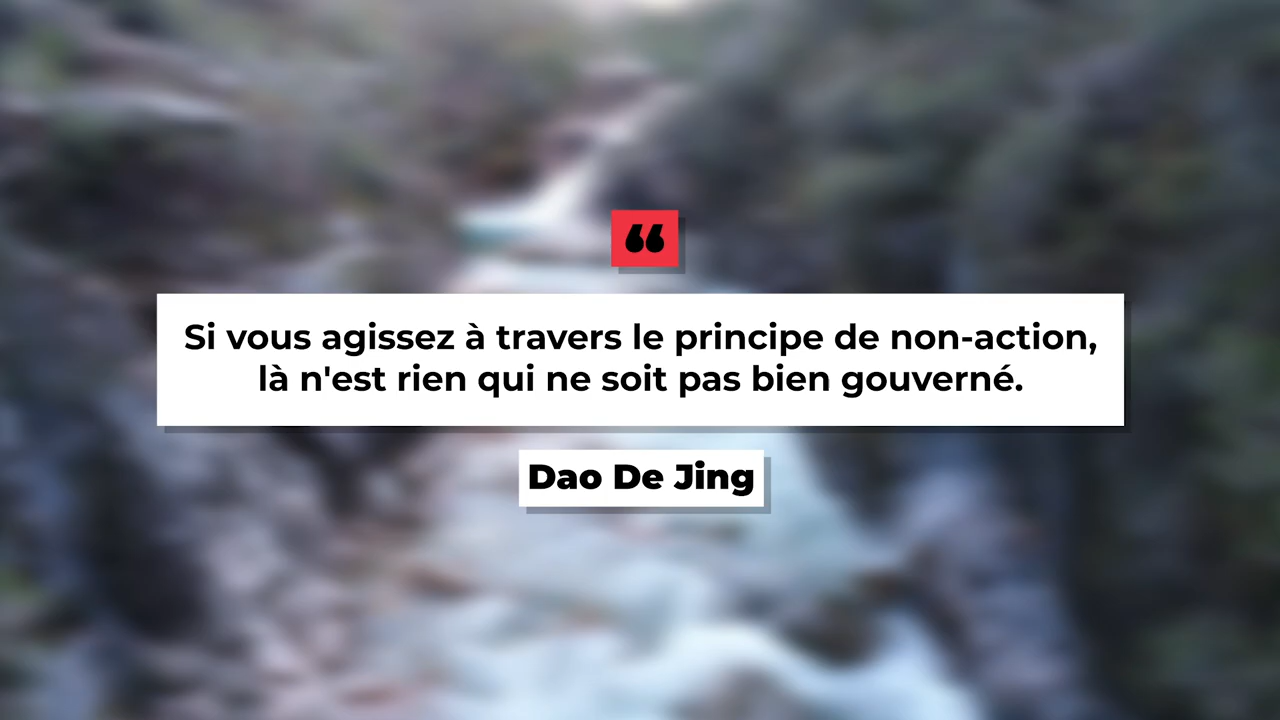 ❝
Si vous agissez à travers le principe de non-action,
là n'est rien qui ne soit pas bien gouverné.
Dao De Jing